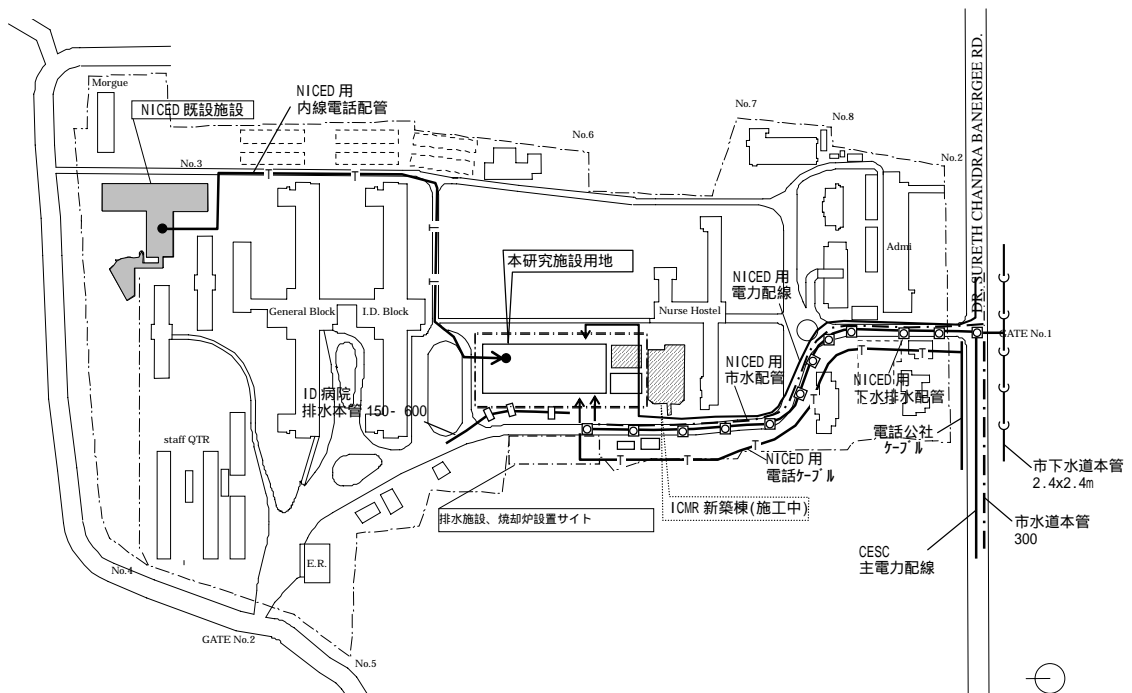 Morgue
NICED 既設施設
NICED 用
内線電話配管
No.3
No.6
No.7
No.8
No.2
DR. SURETH CHANDRA BANERGEE RD.
Admi
本研究施設用地
General Block
I.D. Block
Nurse Hostel
NICED 用
電力配線
GATE No.1
NICED 用
市水配管
NICED 用
下水排水配管
ID 病院
排水本管 150- 600
staff QTR
電話公社
ケーブル
NICED 用
電話ケーブル
市下水道本管
2.4x2.4m
ICMR 新築棟(施工中)
排水施設、焼却炉設置サイト
市水道本管
300
CESC
主電力配線
E.R.
No.4
GATE No.2
No.5
T
T
T
T
T
T
T
T
T
T